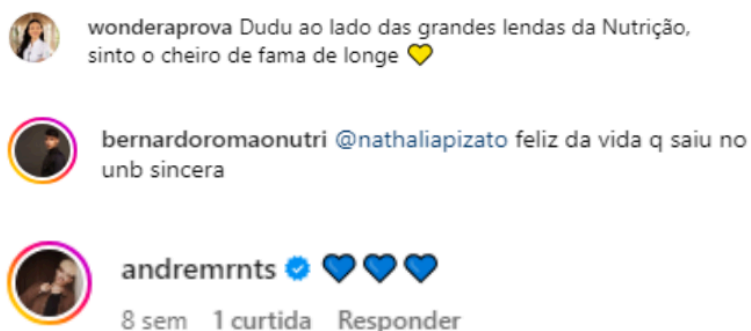 wonderaprova Dudu ao lado das grandes lendas da Nutrição,
sinto o cheiro de fama de longe 💛
bernardoromaonutri @nathaliapizato feliz da vida q saiu no
unb sincera
andremrnts 💙💙💙
8 sem 1 curtida Responder